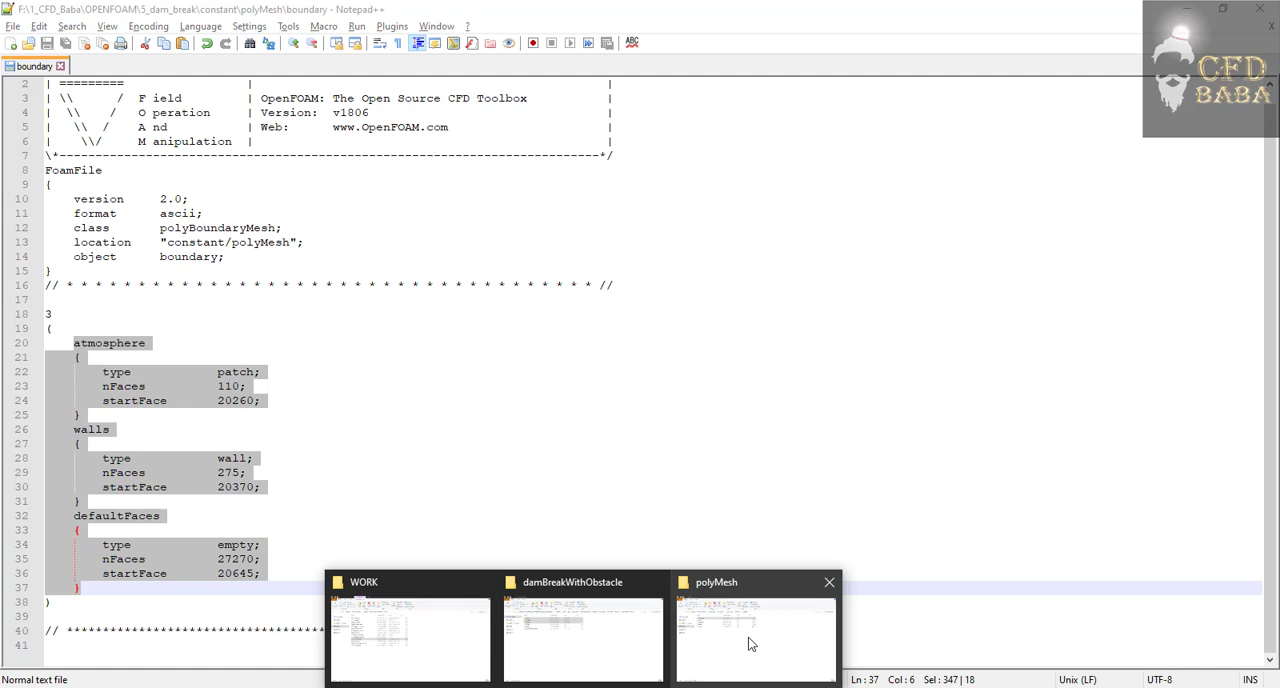 F:\1_CFD_Baba\OPENFOAM\5_dam_break\constant\polyMesh\boundary - Notepad++
File Edit Search View Encoding Language Settings Tools Macro Run Plugins Window ?
boundary
CFD
BABA
2 | ========= | |
3 | \\ / F ield | OpenFOAM: The Open Source CFD Toolbox |
4 | \\ / O peration | Version: v1806 |
5 | \\ / A nd | Web: www.OpenFOAM.com |
6 | \\/ M anipulation | |
7 \*---------------------------------------------------------------------------*/
8 FoamFile
9 {
10 version 2.0;
11 format ascii;
12 class polyBoundaryMesh;
13 location "constant/polyMesh";
14 object boundary;
15 }
16 // * * * * * * * * * * * * * * * * * * * * * * * * * * * * * * * * * * * * * //
17
18 3
19 (
20 atmosphere
21 {
22 type patch;
23 nFaces 110;
24 startFace 20260;
25 }
26 walls
27 {
28 type wall;
29 nFaces 275;
30 startFace 20370;
31 }
32 defaultFaces
33 {
34 type empty;
35 nFaces 27270;
36 startFace 20645;
37 }
38 )
39
40 // **********************
41
WORK damBreakWithObstacle polyMesh
Normal text file Ln : 37 Col : 6 Sel : 347 | 18 Unix (LF) UTF-8 INS